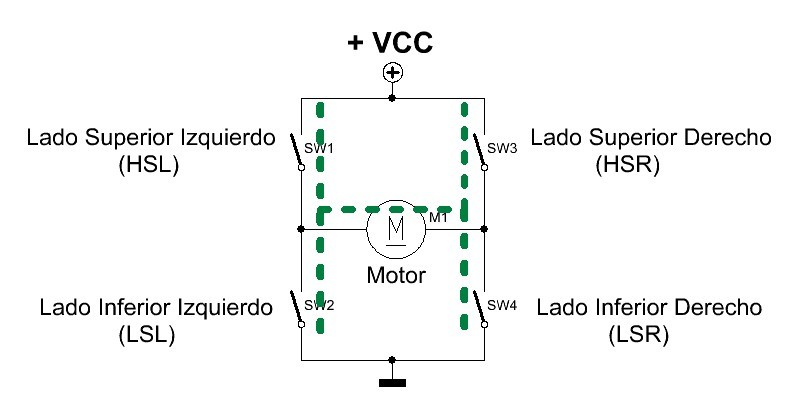 + VCC
Lado Superior Izquierdo
(HSL)
SW1
SW3
Lado Superior Derecho
(HSR)
M
M1
Motor
Lado Inferior Izquierdo
(LSL)
SW2
SW4
Lado Inferior Derecho
(LSR)